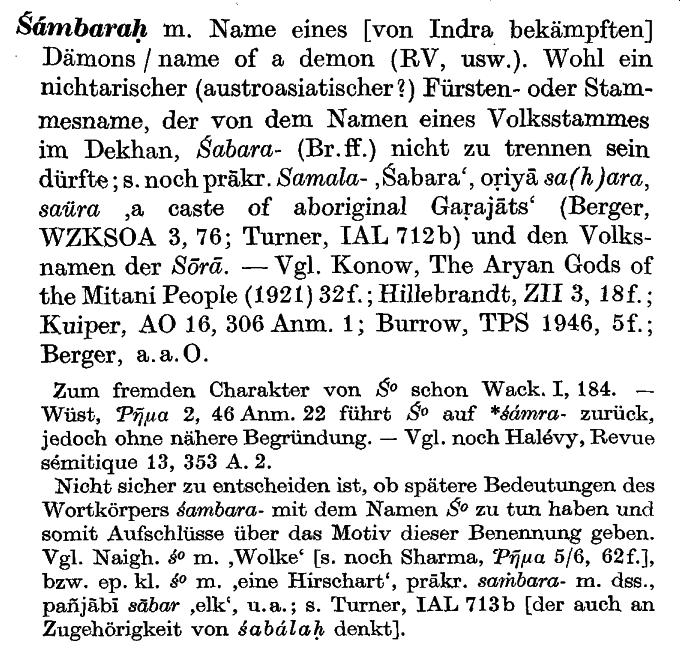 Śámbaraḥ m. Name eines [von Indra bekämpften]
Dämons / name of a demon (RV, usw.). Wohl ein
nichtarischer (austroasiatischer?) Fürsten- oder Stam-
mesname, der von dem Namen eines Volksstammes
im Dekhan, Śabara- (Br. ff.) nicht zu trennen sein
dürfte; s. noch prākr. Samala- ‚Śabara‘, oṛiyā sa(h)ara,
saüra ‚a caste of aboriginal Gaṛajāts‘ (Berger,
WZKSOA 3, 76; Turner, IAL 712b) und den Volks-
namen der Sōrā. — Vgl. Konow, The Aryan Gods of
the Mitani People (1921) 32f.; Hillebrandt, ZII 3, 18f.;
Kuiper, AO 16, 306 Anm. 1; Burrow, TPS 1946, 5f.;
Berger, a. a. O.
Zum fremden Charakter von Ś° schon Wack. I, 184. —
Wüst, Ῥῆμα 2, 46 Anm. 22 führt Ś° auf *śámra- zurück,
jedoch ohne nähere Begründung. — Vgl. noch Halévy, Revue
sémitique 13, 353 A. 2.
Nicht sicher zu entscheiden ist, ob spätere Bedeutungen des
Wortkörpers śambara- mit dem Namen Ś° zu tun haben und
somit Aufschlüsse über das Motiv dieser Benennung geben.
Vgl. Naigh. ś° m. ‚Wolke‘ [s. noch Sharma, Ῥῆμα 5/6, 62f.],
bzw. ep. kl. ś° m. ‚eine Hirschart‘, prākr. saṁbara- m. dss.,
pañjābī sābar ‚elk‘, u. a.; s. Turner, IAL 713b [der auch an
Zugehörigkeit von śabálaḥ denkt].